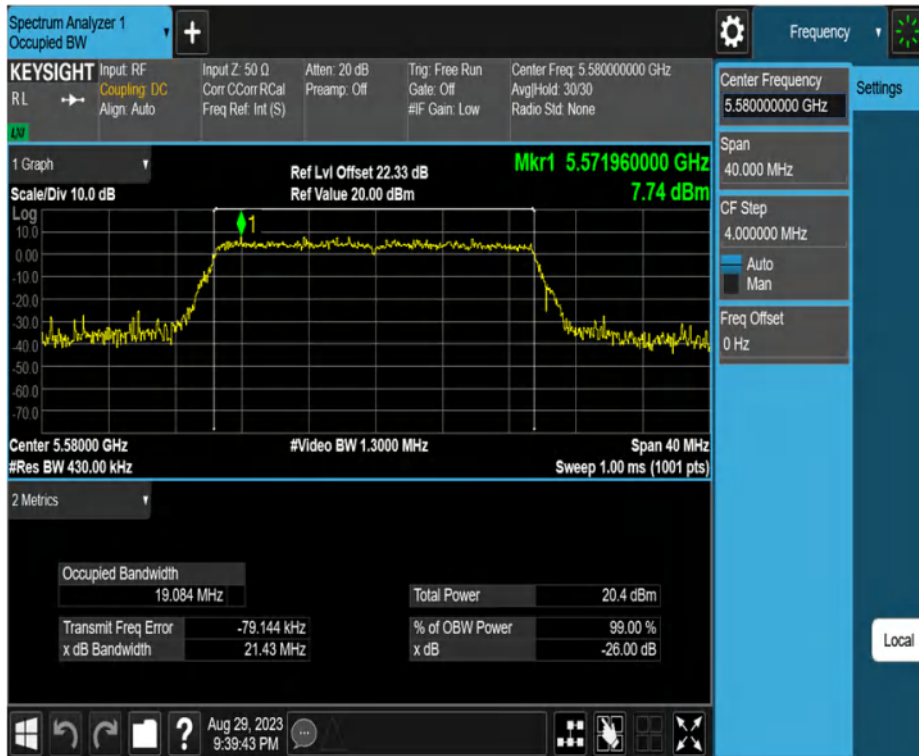 Spectrum Analyzer 1
Occupied BW
Frequency
KEYSIGHT
RL
LXI
Input: RF
Coupling: DC
Align: Auto
Input Z: 50 Ω
Corr CCorr RCal
Freq Ref: Int (S)
Atten: 20 dB
Preamp: Off
Trig: Free Run
Gate: Off
#IF Gain: Low
Center Freq: 5.580000000 GHz
Avg|Hold: 30/30
Radio Std: None
1 Graph
Scale/Div 10.0 dB
Ref Lvl Offset 22.33 dB
Ref Value 20.00 dBm
Mkr1 5.571960000 GHz
7.74 dBm
Log
10.0
0.00
-10.0
-20.0
-30.0
-40.0
-50.0
-60.0
-70.0
1
Center 5.58000 GHz
#Res BW 430.00 kHz
#Video BW 1.3000 MHz
Span 40 MHz
Sweep 1.00 ms (1001 pts)
2 Metrics
Occupied Bandwidth
19.084 MHz
Transmit Freq Error -79.144 kHz
x dB Bandwidth 21.43 MHz
Total Power 20.4 dBm
% of OBW Power 99.00 %
x dB -26.00 dB
Center Frequency
5.580000000 GHz
Span
40.000 MHz
CF Step
4.000000 MHz
Auto
Man
Freq Offset
0 Hz
Settings
Local
?
Aug 29, 2023
9:39:43 PM